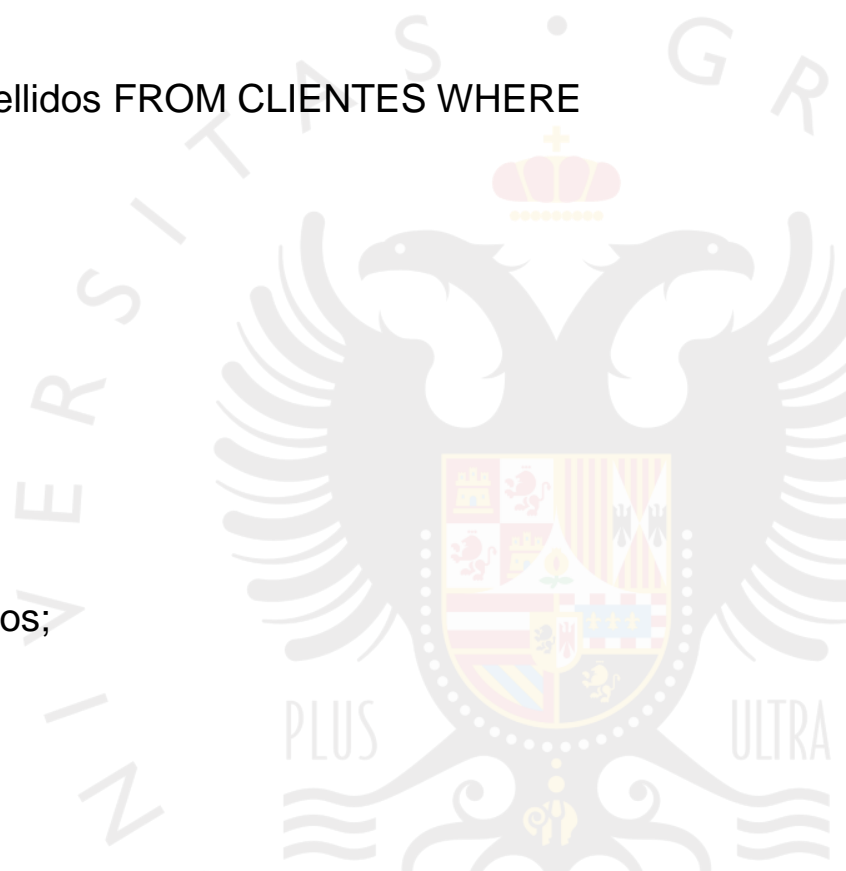 ellidos FROM CLIENTES WHERE
os;
S • G R
I V E R S I T A S
N
PLUS ULTRA